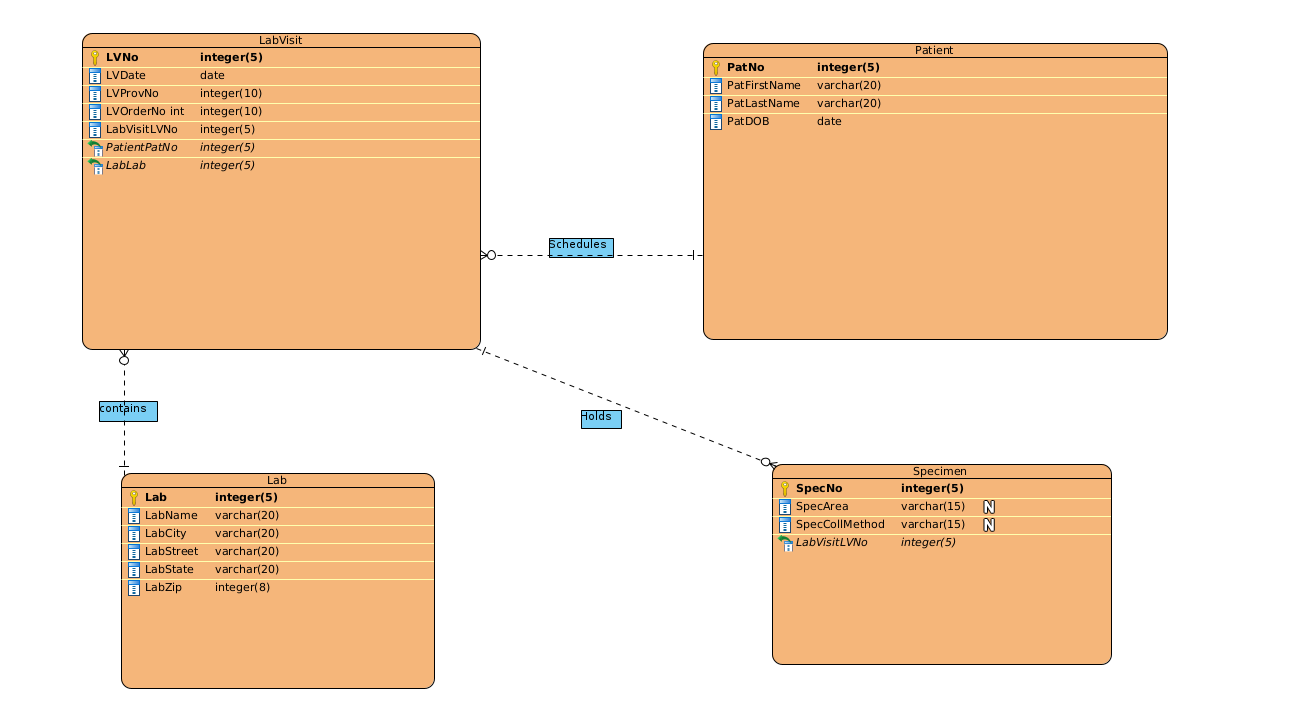 LabVisit
LVNo integer(5)
LVDate date
LVProvNo integer(10)
LVOrderNo int integer(10)
LabVisitLVNo integer(5)
PatientPatNo integer(5)
LabLab integer(5)
Patient
PatNo integer(5)
PatFirstName varchar(20)
PatLastName varchar(20)
PatDOB date
Schedules
contains
Holds
Lab
Lab integer(5)
LabName varchar(20)
LabCity varchar(20)
LabStreet varchar(20)
LabState varchar(20)
LabZip integer(8)
Specimen
SpecNo integer(5)
SpecArea varchar(15) N
SpecCollMethod varchar(15) N
LabVisitLVNo integer(5)